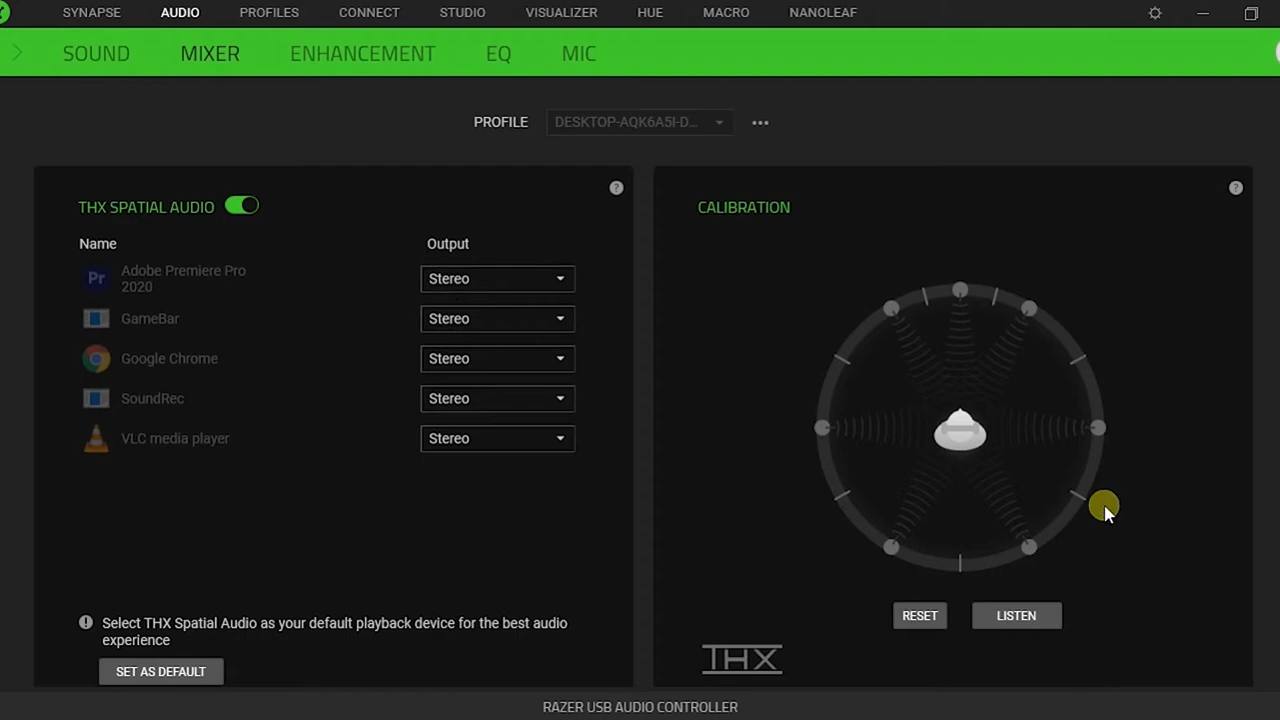 SYNAPSE AUDIO PROFILES CONNECT STUDIO VISUALIZER HUE MACRO NANOLEAF
SOUND MIXER ENHANCEMENT EQ MIC
PROFILE DESKTOP-AQK6A5I-D...
THX SPATIAL AUDIO
Name Output
Adobe Premiere Pro
2020
Pr
Stereo
GameBar Stereo
Google Chrome Stereo
SoundRec Stereo
VLC media player Stereo
Select THX Spatial Audio as your default playback device for the best audio
experience
SET AS DEFAULT
CALIBRATION
RESET LISTEN
THX
RAZER USB AUDIO CONTROLLER